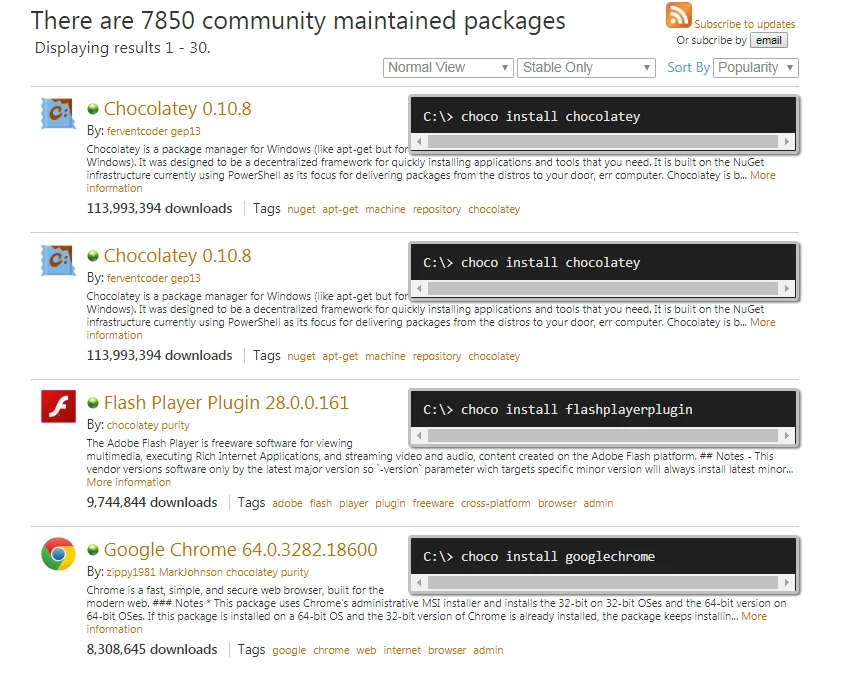 There are 7850 community maintained packages
Subscribe to updates
Or subcribe by email
Displaying results 1 - 30.
Normal View Stable Only Sort By Popularity
Chocolatey 0.10.8
C:\> choco install chocolatey
By: ferventcoder gep13
Chocolatey is a package manager for Windows (like apt-get but for
Windows). It was designed to be a decentralized framework for quickly installing applications and tools that you need. It is built on the NuGet
infrastructure currently using PowerShell as its focus for delivering packages from the distros to your door, err computer. Chocolatey is b... More
information
113,993,394 downloads Tags nuget apt-get machine repository chocolatey
Chocolatey 0.10.8
C:\> choco install chocolatey
By: ferventcoder gep13
Chocolatey is a package manager for Windows (like apt-get but for
Windows). It was designed to be a decentralized framework for quickly installing applications and tools that you need. It is built on the NuGet
infrastructure currently using PowerShell as its focus for delivering packages from the distros to your door, err computer. Chocolatey is b... More
information
113,993,394 downloads Tags nuget apt-get machine repository chocolatey
Flash Player Plugin 28.0.0.161
C:\> choco install flashplayerplugin
By: chocolatey purity
The Adobe Flash Player is freeware software for viewing
multimedia, executing Rich Internet Applications, and streaming video and audio, content created on the Adobe Flash platform. ## Notes - This
vendor versions software only by the latest major version so `-version` parameter wich targets specific minor version will always install latest minor...
More information
9,744,844 downloads Tags adobe flash player plugin freeware cross-platform browser admin
Google Chrome 64.0.3282.18600
C:\> choco install googlechrome
By: zippy1981 MarkJohnson chocolatey purity
Chrome is a fast, simple, and secure web browser, built for the
modern web. ### Notes * This package uses Chrome's administrative MSI installer and installs the 32-bit on 32-bit OSes and the 64-bit version on
64-bit OSes. If this package is installed on a 64-bit OS and the 32-bit version of Chrome is already installed, the package keeps installin... More
information
8,308,645 downloads Tags google chrome web internet browser admin